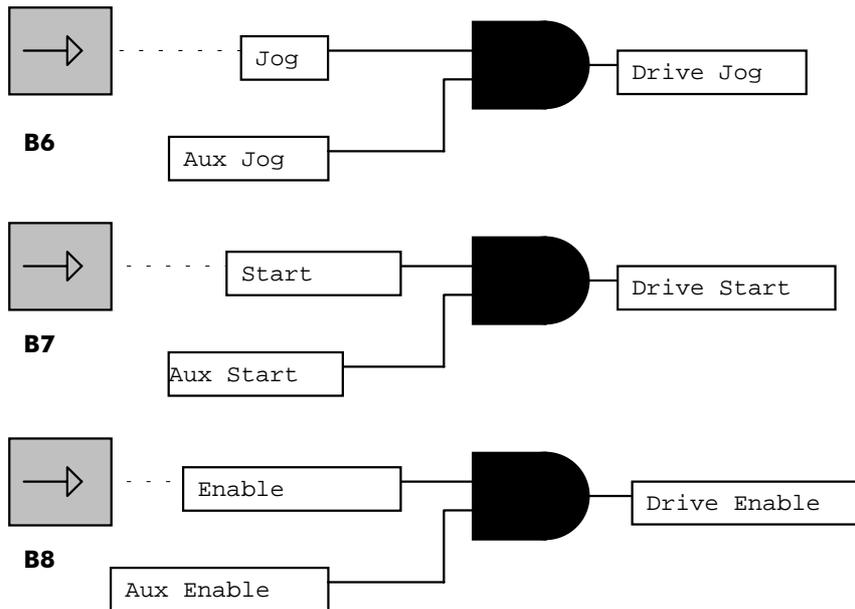 Jog
Drive Jog
B6
Aux Jog
Start
Drive Start
B7
Aux Start
Enable
Drive Enable
B8
Aux Enable